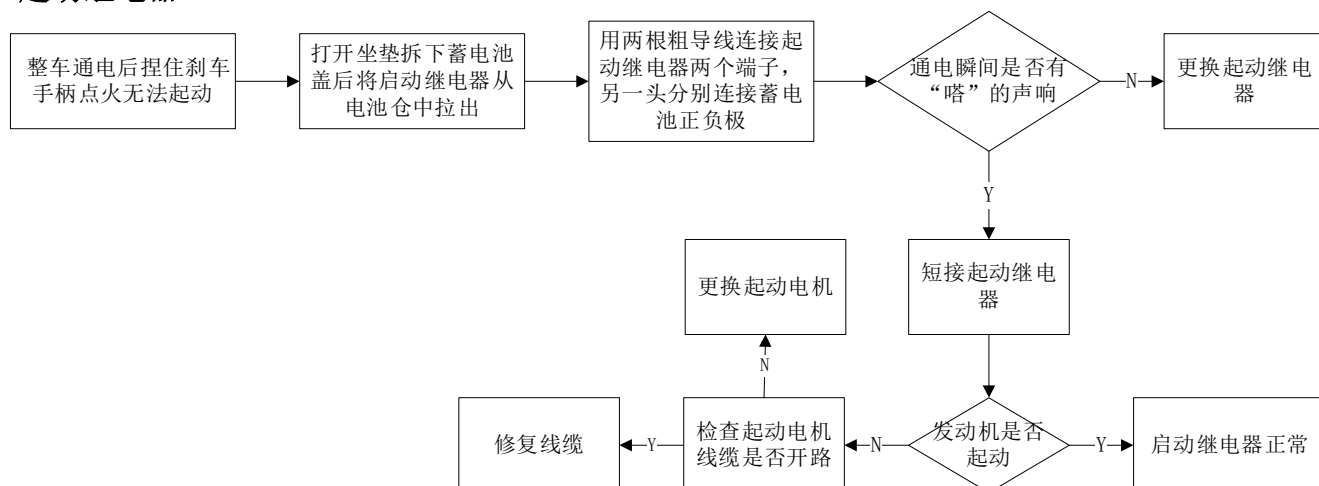 整车通电后捏住刹车
手柄点火无法起动
打开坐垫拆下蓄电池
盖后将启动继电器从
电池仓中拉出
用两根粗导线连接起
动继电器两个端子，
另一头分别连接蓄电
池正负极
通电瞬间是否有
“嗒”的声响
N
更换起动继电
器
Y
更换起动电机
短接起动继电
器
N
修复线缆
Y
检查起动电机
线缆是否开路
N
发动机是否
起动
Y
启动继电器正常